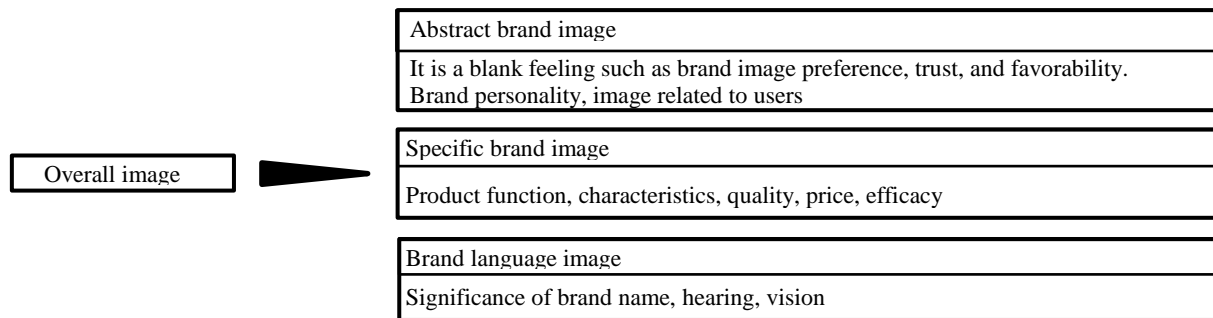 Abstract brand image
It is a blank feeling such as brand image preference, trust, and favorability.
Brand personality, image related to users
Overall image
Specific brand image
Product function, characteristics, quality, price, efficacy
Brand language image
Significance of brand name, hearing, vision